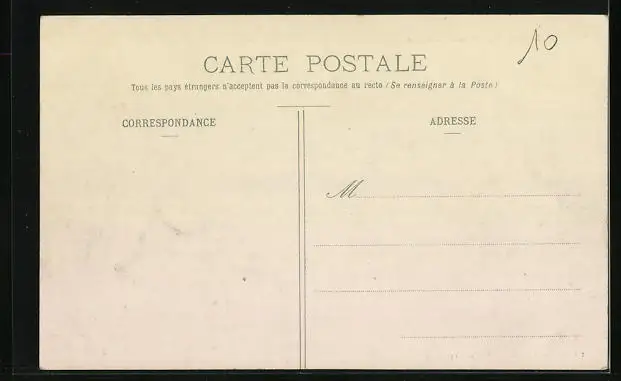 10
CARTE POSTALE
Tous les pays étrangers n'acceptent pas la correspondance au recto (Se renseigner à la Poste)
CORRESPONDANCE
ADRESSE
M